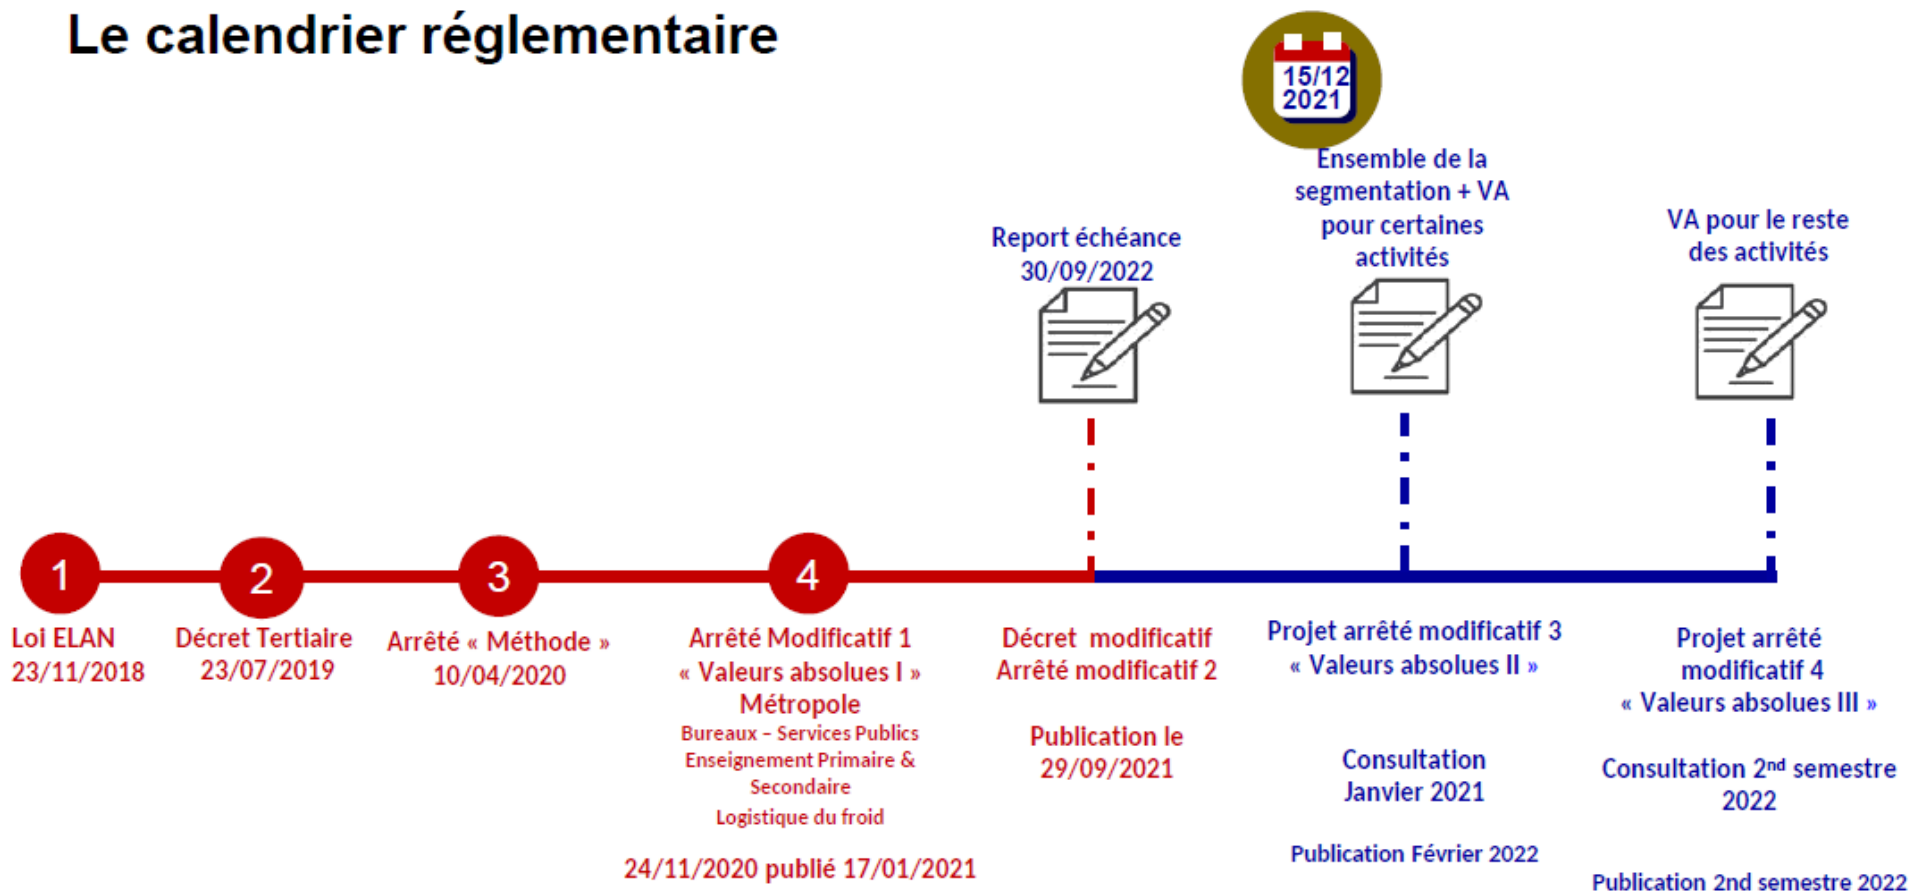 Le calendrier réglementaire
15/12
2021
Ensemble de la
segmentation + VA
pour certaines
activités
Report échéance
30/09/2022
VA pour le reste
des activités
1
2
3
4
Loi ELAN
23/11/2018
Décret Tertiaire
23/07/2019
Arrêté « Méthode »
10/04/2020
Arrêté Modificatif 1
« Valeurs absolues I »
Métropole
Bureaux – Services Publics
Enseignement Primaire &
Secondaire
Logistique du froid
24/11/2020 publié 17/01/2021
Décret modificatif
Arrêté modificatif 2
Publication le
29/09/2021
Projet arrêté modificatif 3
« Valeurs absolues II »
Consultation
Janvier 2021
Publication Février 2022
Projet arrêté
modificatif 4
« Valeurs absolues III »
Consultation 2nd semestre
2022
Publication 2nd semestre 2022